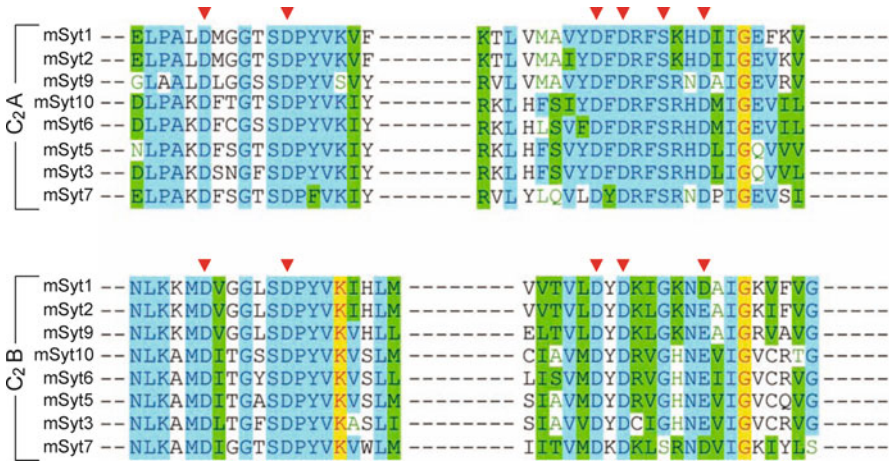 C2A
mSyt1 -- ELPALDMGGTSDPYVKVF ------- KTLVMAVYDFDRFSKHDIIGEFKV ------
mSyt2 -- ELPALDMGGTSDPYVKVF ------- KTLVMAIYDFDRFSKHDIIGEVKV ------
mSyt9 -- GLAALDLGGSSDPYVSVY ------- RVLVMAVYDFDRFSRNDAIGEVRV ------
mSyt10 -- DLPAKDFTGTSDPYVKIY ------- RKLHFSIYDFDRFSRHDMIGEVIL ------
mSyt6 -- DLPAKDFCGSSDPYVKIY ------- RKLHLSVFDFDRFSRHDMIGEVIL ------
mSyt5 -- NLPAKDFSGTSDPYVKIY ------- RKLHFSVYDFDRFSRHDLIGQVVV ------
mSyt3 -- DLPAKDSNGFSDPYVKIY ------- RKLHFSVYDFDRFSRHDLIGQVVL ------
mSyt7 -- ELPAKDFSGTSDPFVKIY ------- RVLYLQVLDYDRFSRNDPIGEVSI ------
C2B
mSyt1 -- NLKKMDVGGLSDPYVKIHLM --------- VVTVLDYDKIGKNDAIGKVFVG -----
mSyt2 -- NLKKMDVGGLSDPYVKIHLM --------- VVTVLDYDKLGKNEAIGKIFVG -----
mSyt9 -- NLKKMDVGGLSDPYVKVHLL --------- ELTVLDYDKLGKNEAIGRVAVG -----
mSyt10 -- NLKAMDITGSSDPYVKVSLM --------- CIAVMDYDRVGHNEVIGVCRTG -----
mSyt6 -- NLKAMDITGYSDPYVKVSLL --------- LISVMDYDRVGHNEIIGVCRVG -----
mSyt5 -- NLKAMDITGASDPYVKVSLM --------- SIAVMDYDRVGHNEVIGVCQVG -----
mSyt3 -- NLKAMDLTGFSDPYVKASLI --------- SIAVVDYDCIGHNEVIGVCRVG -----
mSyt7 -- NLKAMDIGGTSDPYVKVWLM --------- IITVMDKDKLSRNDVIGKIYLS -----